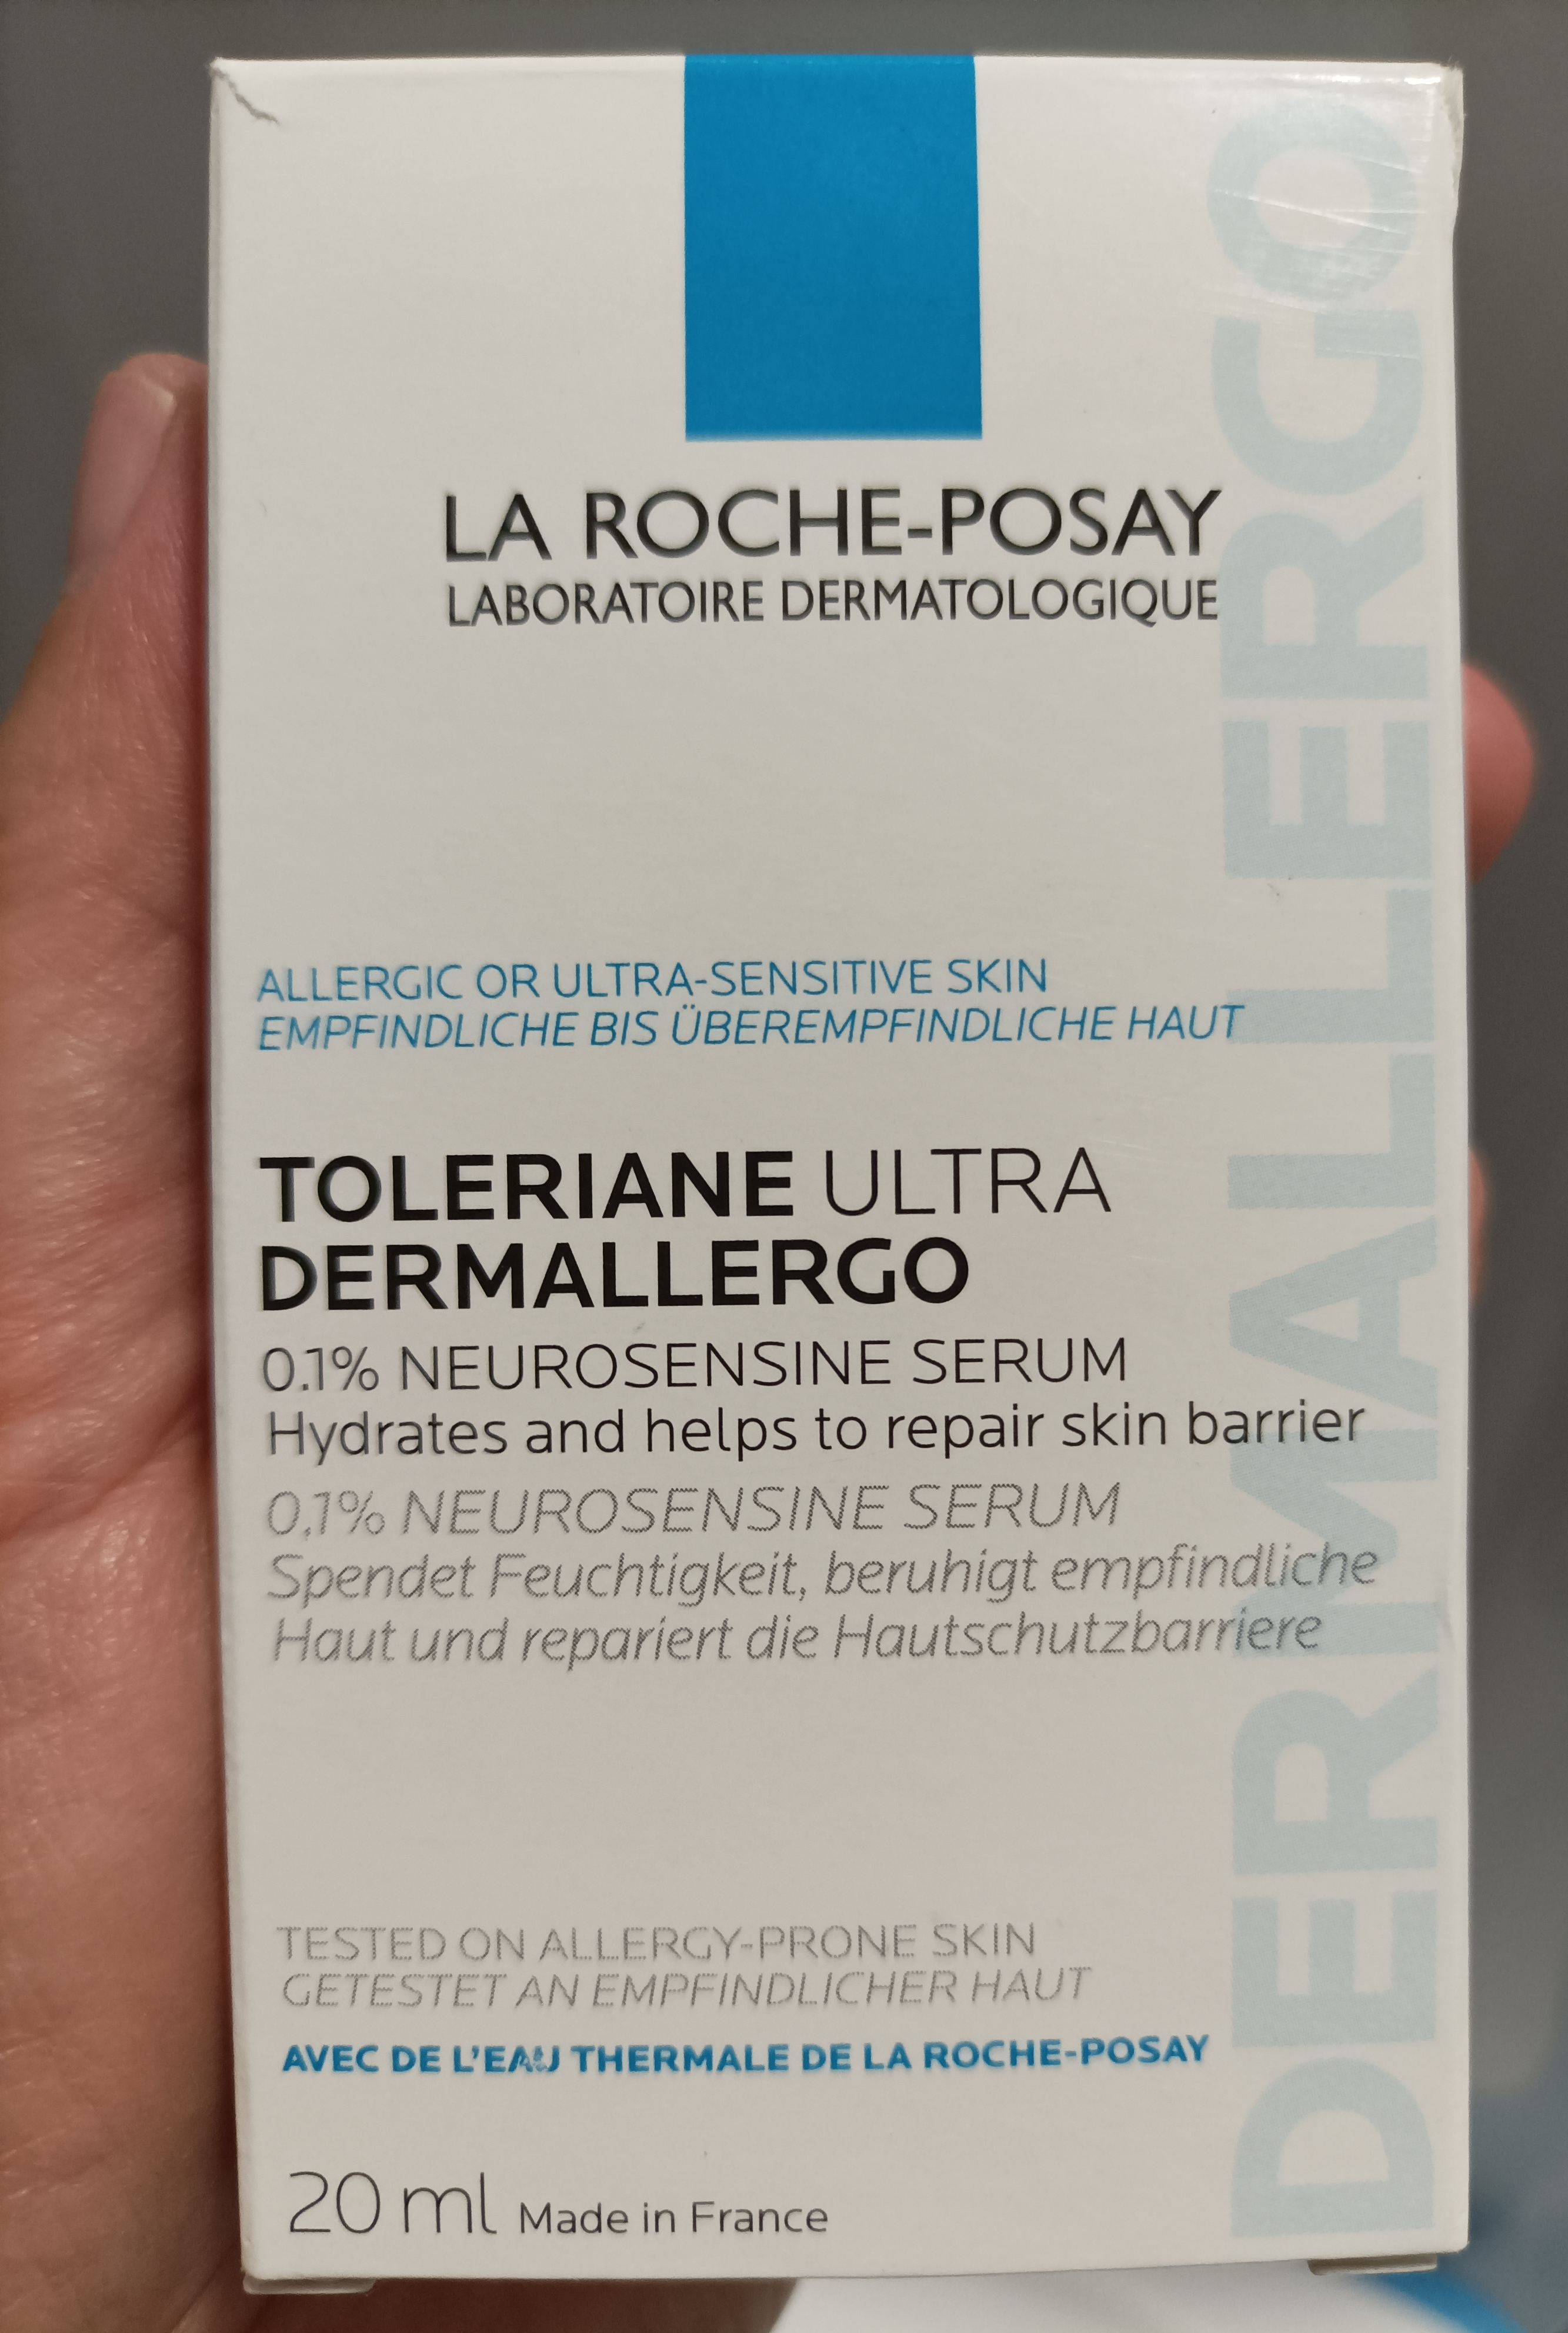 LA ROCHE-POSAY
LABORATOIRE DERMATOLOGIQUE
ALLERGIC OR ULTRA-SENSITIVE SKIN
EMPFINDLICHE BIS ÜBEREMPFINDLICHE HAUT
TOLERIANE ULTRA
DERMALLERGO
0.1% NEUROSENSINE SERUM
Hydrates and helps to repair skin barrier
0,1% NEUROSENSINE SERUM
Spendet Feuchtigkeit, beruhigt empfindliche
Haut und repariert die Hautschutzbarriere
TESTED ON ALLERGY-PRONE SKIN
GETESTET AN EMPFINDLICHER HAUT
AVEC DE L'EAU THERMALE DE LA ROCHE-POSAY
20 ml Made in France
DERMALLERGO